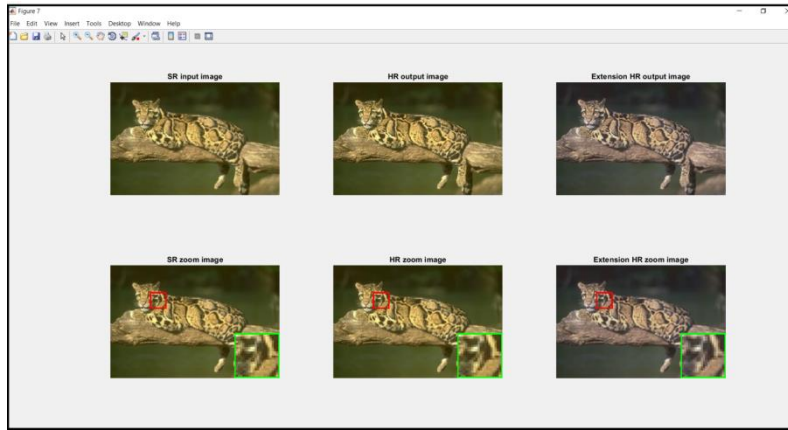 Figure 7
File Edit View Insert Tools Desktop Window Help
SR input image
HR output image
Extension HR output image
SR zoom image
HR zoom image
Extension HR zoom image